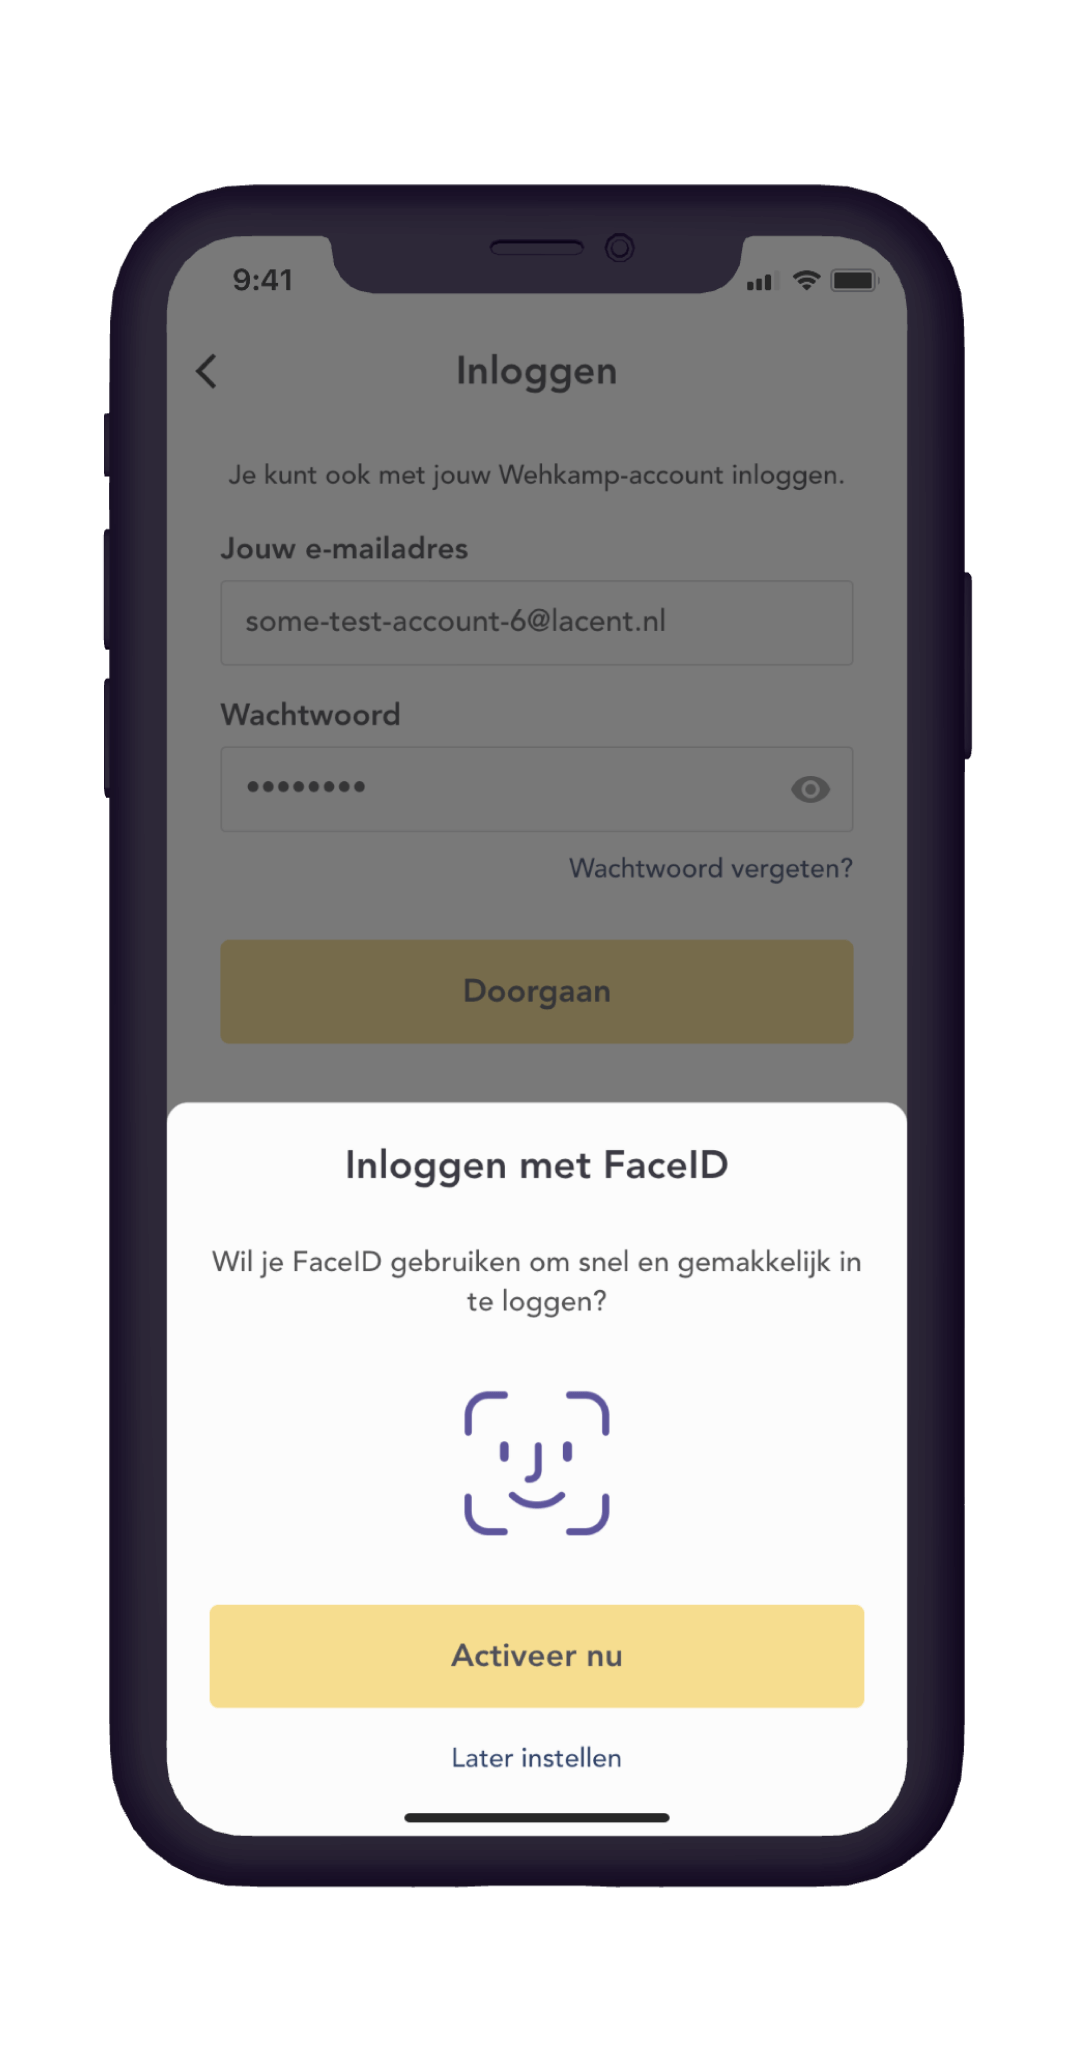 9:41
Inloggen
Je kunt ook met jouw Wehkamp-account inloggen.
Jouw e-mailadres
some-test-account-6@lacent.nl
Wachtwoord
••••••••
Wachtwoord vergeten?
Doorgaan
Inloggen met FaceID
Wil je FaceID gebruiken om snel en gemakkelijk in
te loggen?
Activeer nu
Later instellen